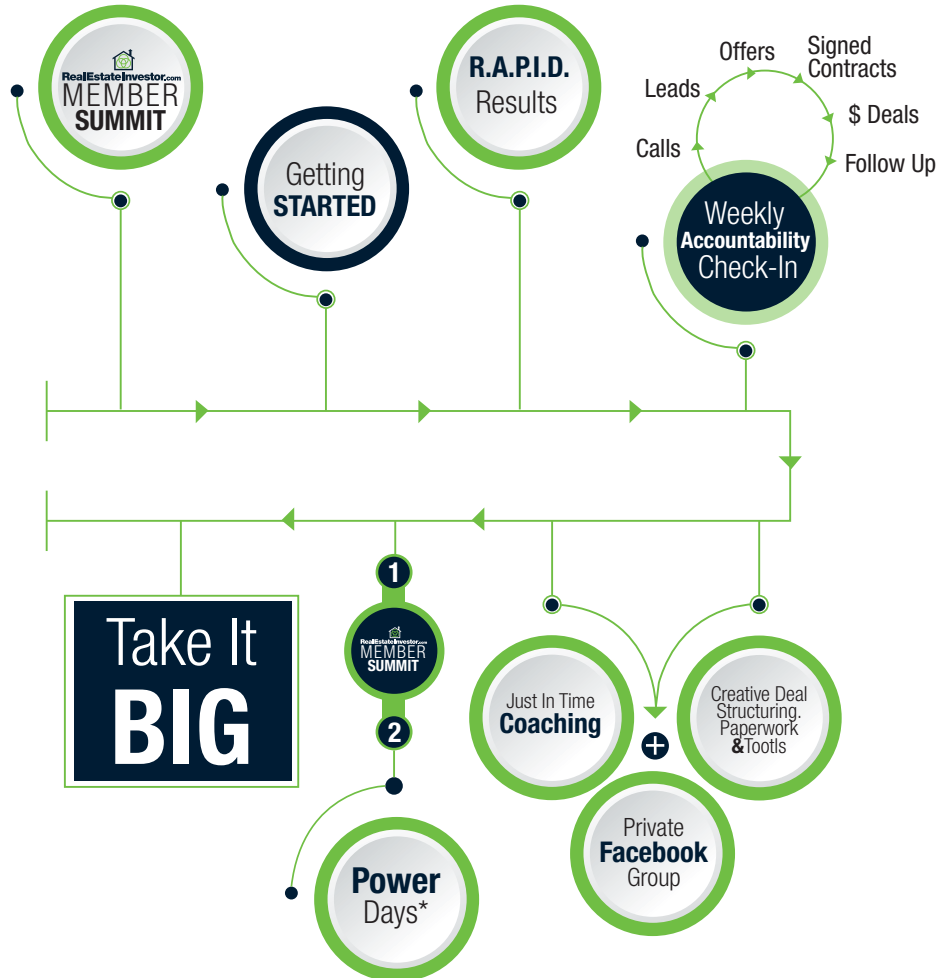 RealEstateInvestor.com
MEMBER
SUMMIT
Getting
STARTED
R.A.P.I.D.
Results
Calls
Leads
Offers
Signed
Contracts
$ Deals
Follow Up
Weekly
Accountability
Check-In
Creative Deal
Structuring.
Paperwork
&Tootls
Just In Time
Coaching
+
Private
Facebook
Group
1
RealEstateInvestor.com
MEMBER
SUMMIT
2
Power
Days*
Take It
BIG